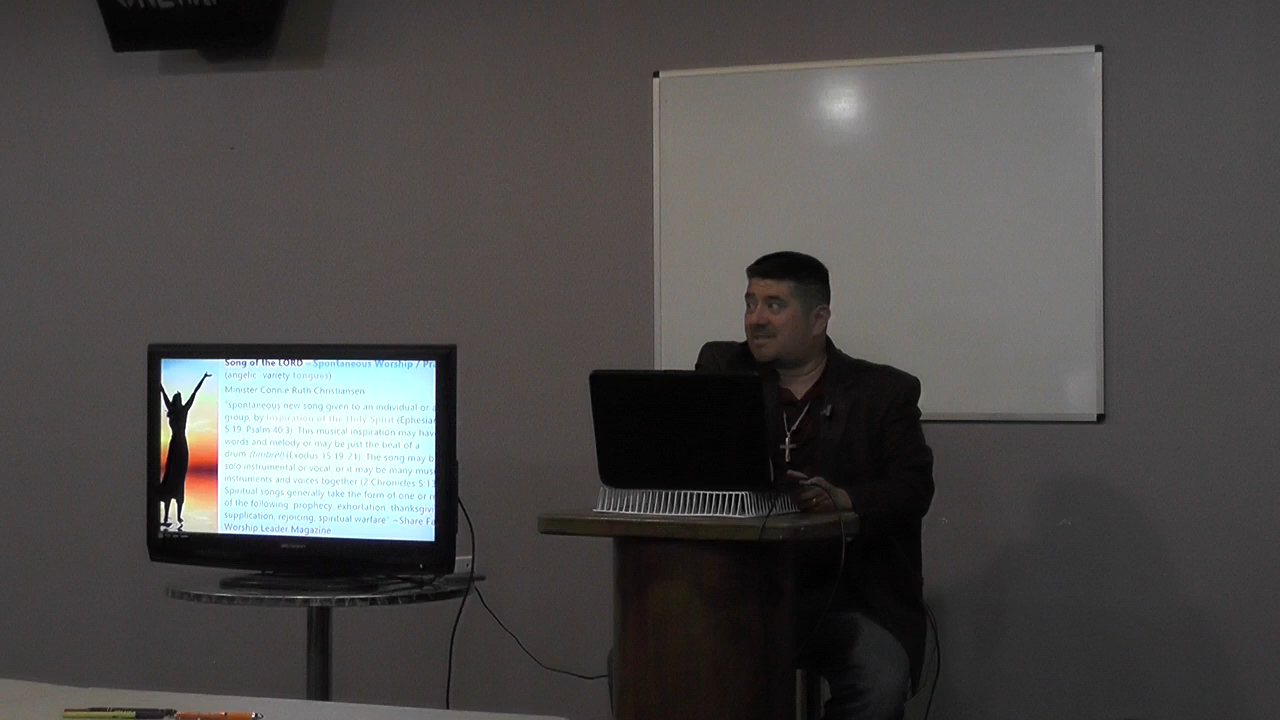 Song of the LORD – Spontaneous Worship / Pra
(angelic variety tongues)
Minister Connie Ruth Christiansen
"spontaneous new song given to an individual or a
group, by inspiration of the Holy Spirit (Ephesian
5:19, Psalm 40:3). This musical inspiration may have
words and melody or may be just the beat of a
drum (timbrel) (Exodus 15:19-21). The song may b
solo instrumental or vocal, or it may be many musi
instruments and voices together (2 Chronicles 5:13
Spiritual songs generally take the form of one or m
of the following: prophecy, exhortation, thanksgivi
supplication, rejoicing, spiritual warfare" ~Share Fa
Worship Leader Magazine